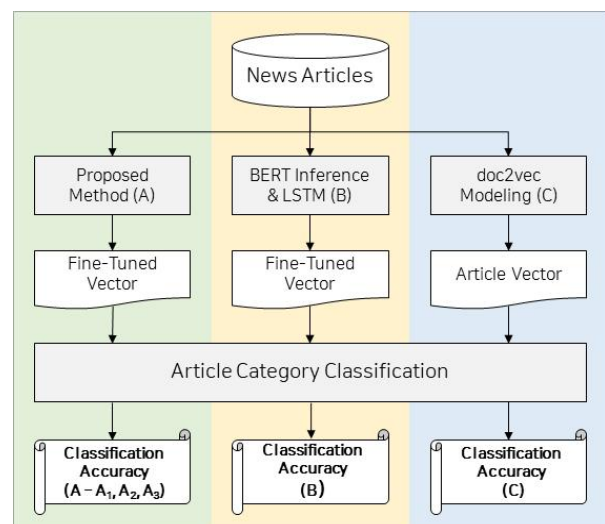 News Articles
Proposed
Method (A)
BERT Inference
& LSTM (B)
doc2vec
Modeling (C)
Fine-Tuned
Vector
Fine-Tuned
Vector
Article Vector
Article Category Classification
Classification
Accuracy
(A – A₁, A₂, A₃)
Classification
Accuracy
(B)
Classification
Accuracy
(C)